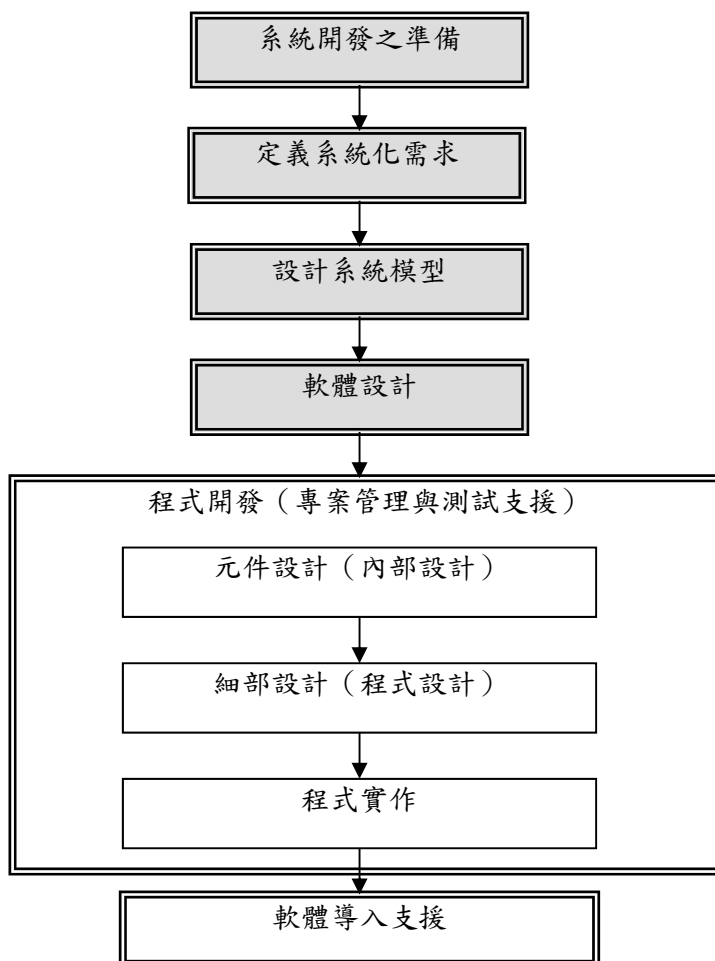 系統開發之準備
定義系統化需求
設計系統模型
軟體設計
程式開發（專案管理與測試支援）
元件設計（內部設計）
細部設計（程式設計）
程式實作
軟體導入支援